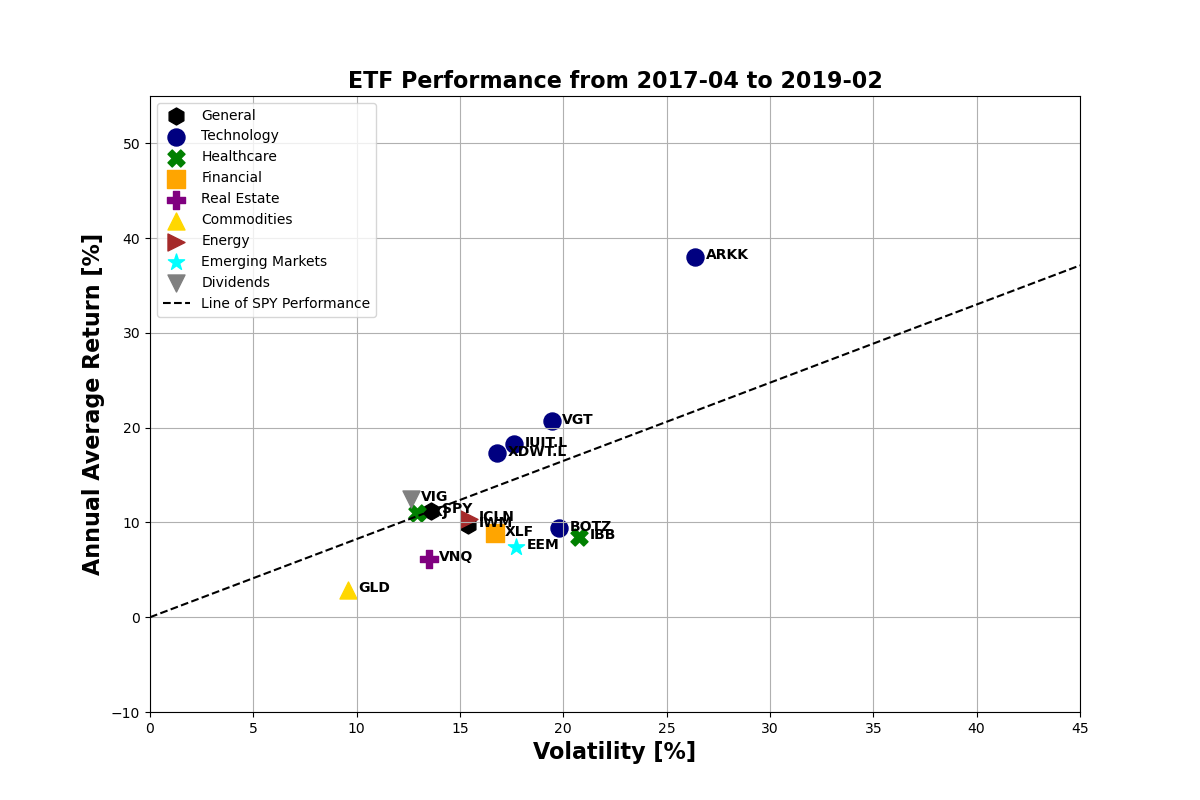 ETF Performance from 2017-04 to 2019-02
General
Technology
Healthcare
Financial
Real Estate
Commodities
Energy
Emerging Markets
Dividends
Line of SPY Performance
Annual Average Return [%]
50
40
30
20
10
0
−10
ARKK
VGT
IUIT.L
XDWT.L
VIG
SPY
ICLN
IWM
XLF
BOTZ
IBB
EEM
VNQ
GLD
0 5 10 15 20 25 30 35 40 45
Volatility [%]